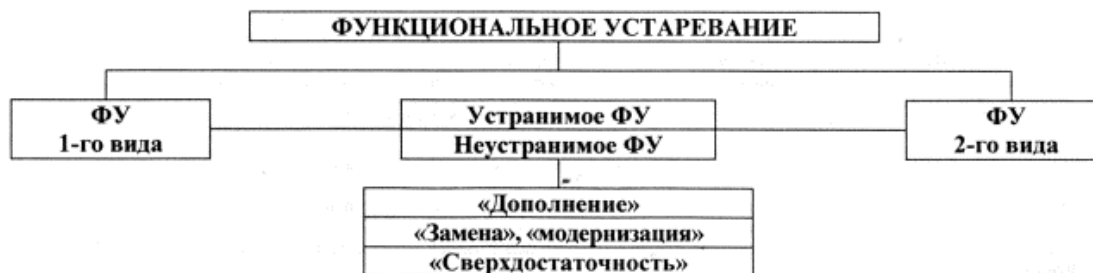 ФУНКЦИОНАЛЬНОЕ УСТАРЕВАНИЕ
ФУ
1-го вида
Устранимое ФУ
Неустранимое ФУ
ФУ
2-го вида
«Дополнение»
«Замена», «модернизация»
«Сверхдостаточность»